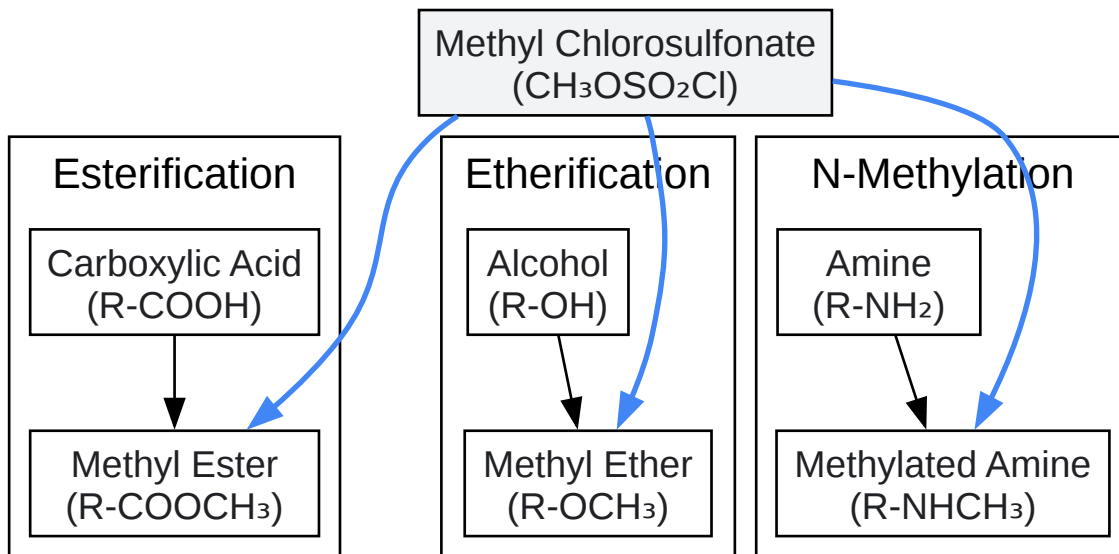 Methyl Chlorosulfonate
(CH₃OSO₂Cl)
Esterification
Carboxylic Acid
(R-COOH)
Methyl Ester
(R-COOCH₃)
Etherification
Alcohol
(R-OH)
Methyl Ether
(R-OCH₃)
N-Methylation
Amine
(R-NH₂)
Methylated Amine
(R-NHCH₃)